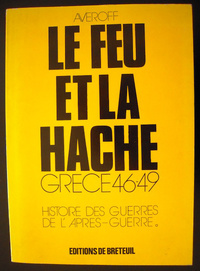 AVEROFF
LE FEU
ET LA
HACHE
GRECE 46 49
HISTOIRE DES GUERRES
DE L'APRES-GUERRE.
EDITIONS DE BRETEUIL